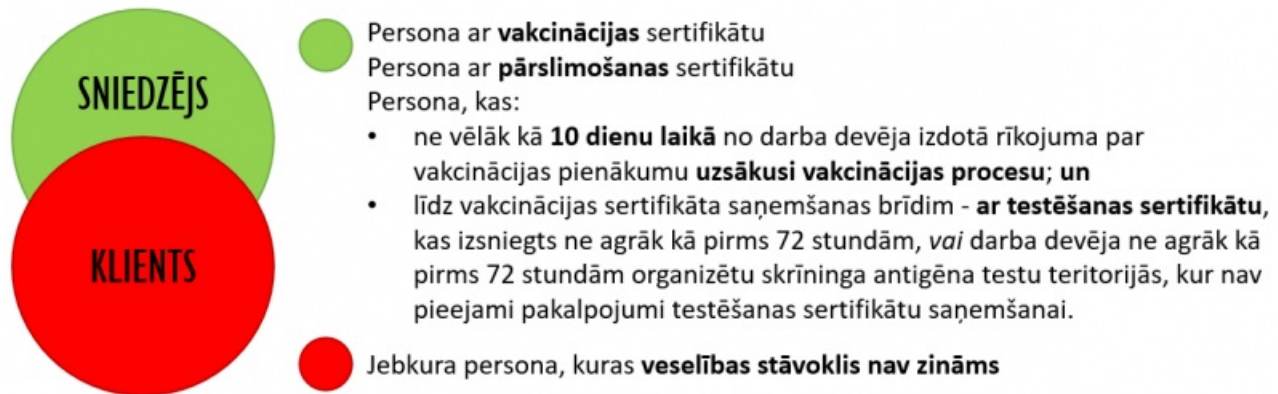 SNIEDZĒJS
KLIENTS
Persona ar vakcinācijas sertifikātu
Persona ar pārslimošanas sertifikātu
Persona, kas:
• ne vēlāk kā 10 dienu laikā no darba devēja izdotā rīkojuma par
vakcinācijas pienākumu uzsākusi vakcinācijas procesu; un
• līdz vakcinācijas sertifikāta saņemšanas brīdim - ar testēšanas sertifikātu,
kas izsniegts ne agrāk kā pirms 72 stundām, vai darba devēja ne agrāk kā
pirms 72 stundām organizētu skrīninga antigēna testu teritorijās, kur nav
pieejami pakalpojumi testēšanas sertifikātu saņemšanai.
Jebkura persona, kuras veselības stāvoklis nav zināms